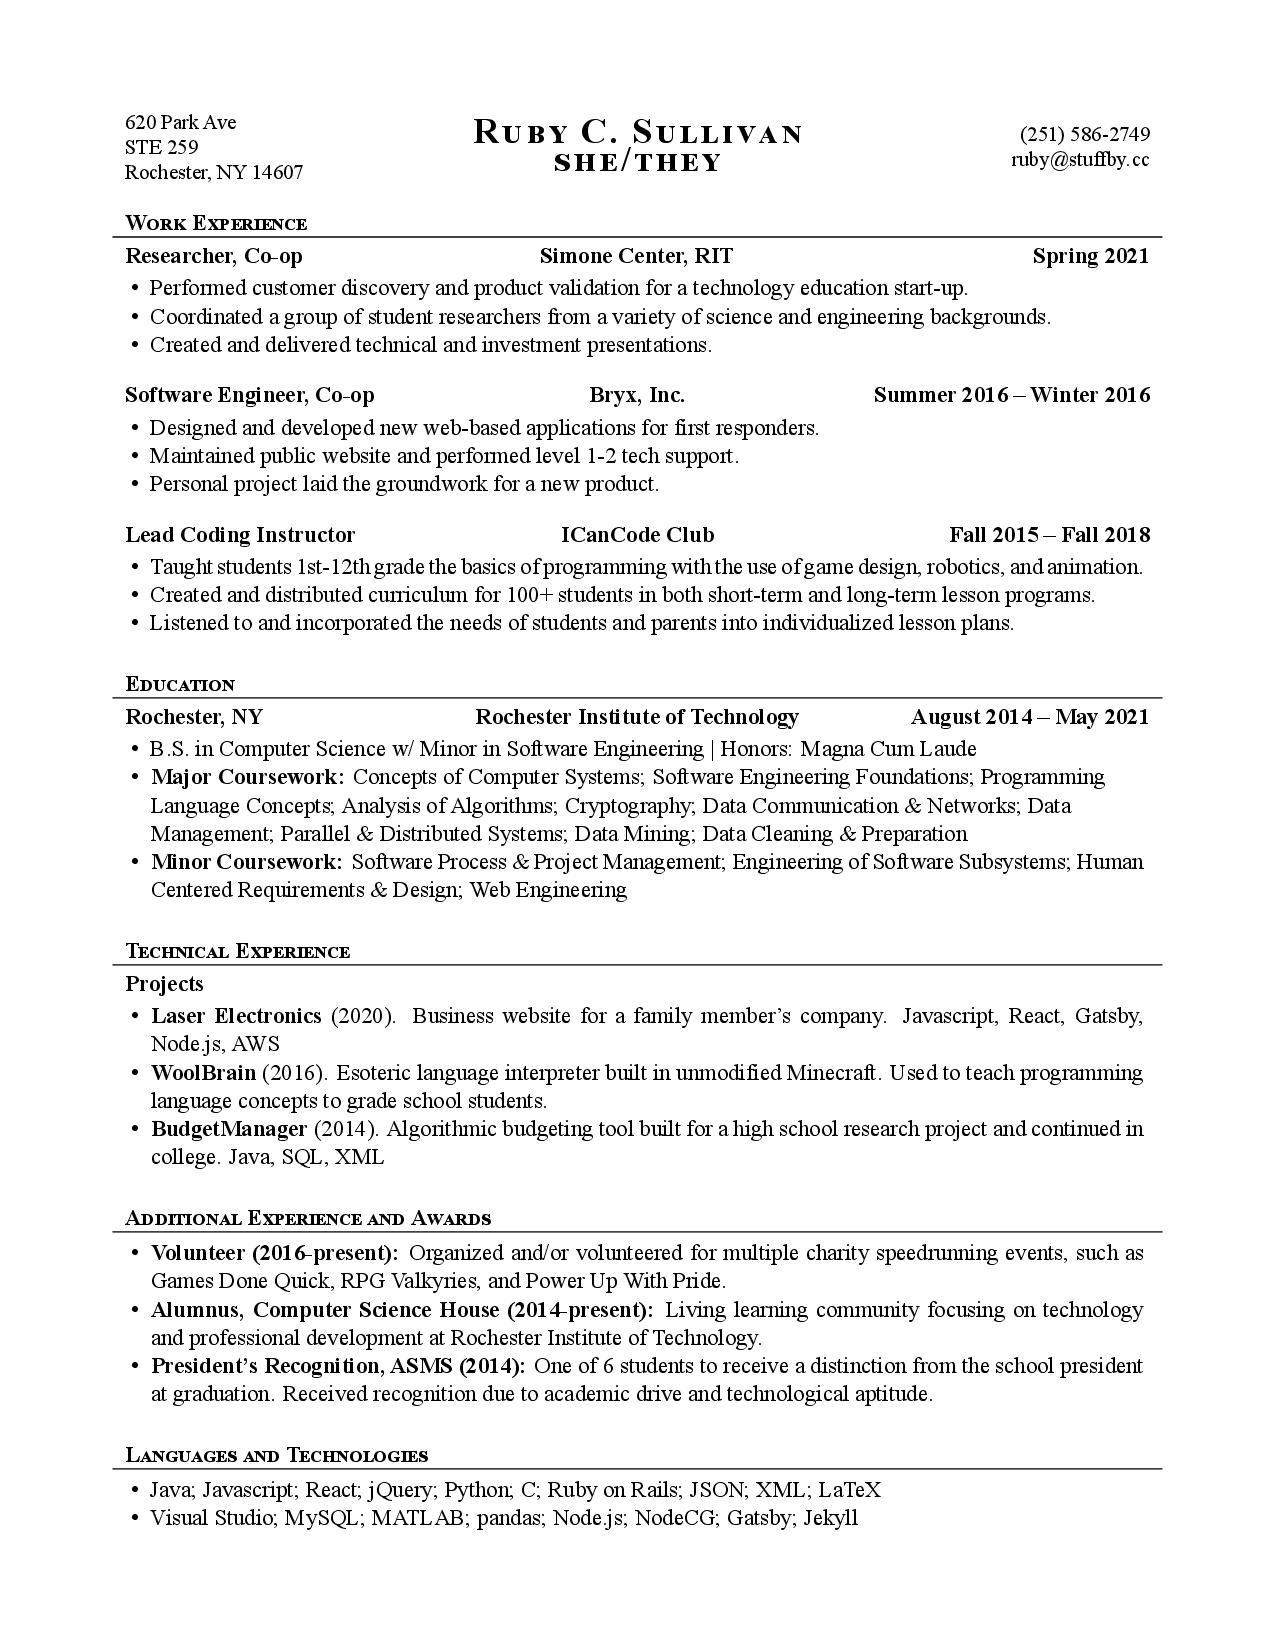 620 Park Ave
STE 259
Rochester, NY 14607
Ruby C. Sullivan
she/they
(251) 586-2749
ruby@stuffby.cc
Work Experience
Researcher, Co-op Simone Center, RIT Spring 2021
• Performed customer discovery and product validation for a technology education start-up.
• Coordinated a group of student researchers from a variety of science and engineering backgrounds.
• Created and delivered technical and investment presentations.
Software Engineer, Co-op Bryx, Inc. Summer 2016 – Winter 2016
• Designed and developed new web-based applications for first responders.
• Maintained public website and performed level 1-2 tech support.
• Personal project laid the groundwork for a new product.
Lead Coding Instructor ICanCode Club Fall 2015 – Fall 2018
• Taught students 1st-12th grade the basics of programming with the use of game design, robotics, and animation.
• Created and distributed curriculum for 100+ students in both short-term and long-term lesson programs.
• Listened to and incorporated the needs of students and parents into individualized lesson plans.
Education
Rochester, NY Rochester Institute of Technology August 2014 – May 2021
• B.S. in Computer Science w/ Minor in Software Engineering | Honors: Magna Cum Laude
• Major Coursework: Concepts of Computer Systems; Software Engineering Foundations; Programming
Language Concepts; Analysis of Algorithms; Cryptography; Data Communication & Networks; Data
Management; Parallel & Distributed Systems; Data Mining; Data Cleaning & Preparation
• Minor Coursework: Software Process & Project Management; Engineering of Software Subsystems; Human
Centered Requirements & Design; Web Engineering
Technical Experience
Projects
• Laser Electronics (2020). Business website for a family member's company. Javascript, React, Gatsby,
Node.js, AWS
• WoolBrain (2016). Esoteric language interpreter built in unmodified Minecraft. Used to teach programming
language concepts to grade school students.
• BudgetManager (2014). Algorithmic budgeting tool built for a high school research project and continued in
college. Java, SQL, XML
Additional Experience and Awards
• Volunteer (2016-present): Organized and/or volunteered for multiple charity speedrunning events, such as
Games Done Quick, RPG Valkyries, and Power Up With Pride.
• Alumnus, Computer Science House (2014-present): Living learning community focusing on technology
and professional development at Rochester Institute of Technology.
• President's Recognition, ASMS (2014): One of 6 students to receive a distinction from the school president
at graduation. Received recognition due to academic drive and technological aptitude.
Languages and Technologies
• Java; Javascript; React; jQuery; Python; C; Ruby on Rails; JSON; XML; LaTeX
• Visual Studio; MySQL; MATLAB; pandas; Node.js; NodeCG; Gatsby; Jekyll